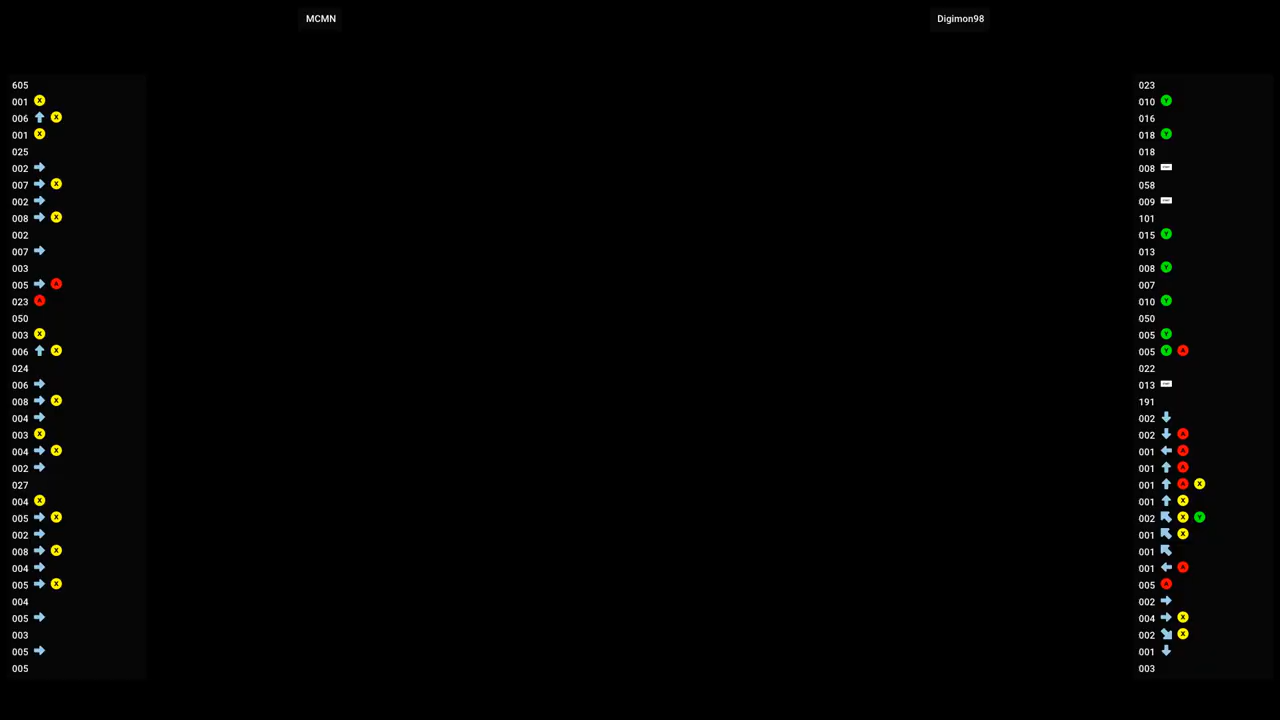 MCMN
Digimon98
605
001 X
006 X
001 X
025
002
007 X
002
008 X
002
007
003
005 A
023 A
050
003 X
006 X
024
006
008 X
004
003 X
004 X
002
027
004 X
005 X
002
008 X
004
005 X
004
005
003
005
005
023
010 Y
016
018 Y
018
008
058
009
101
015 Y
013
008 Y
007
010 Y
050
005 Y
005 Y A
022
013
191
002
002 A
001 A
001 A
001 A X
001 X
002 X Y
001 X
001
001 A
005 A
002
004 X
002 X
001
003